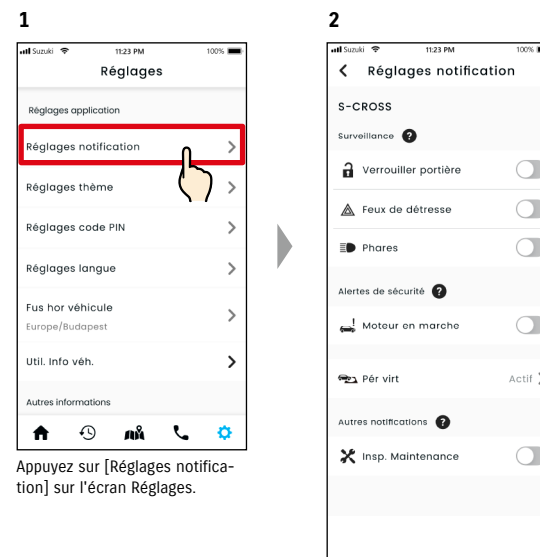 1
Suzuki 11:23 PM 100%
Réglages
Réglages application
Réglages notification
Réglages thème
Réglages code PIN
Réglages langue
Fus hor véhicule
Europe/Budapest
Util. Info véh.
Autres informations
Appuyez sur [Réglages notifica-
tion] sur l'écran Réglages.
2
Suzuki 11:23 PM 100%
Réglages notification
S-CROSS
Surveillance ?
Verrouiller portière
Feux de détresse
Phares
Alertes de sécurité ?
Moteur en marche
Pér virt Actif
Autres notifications ?
Insp. Maintenance